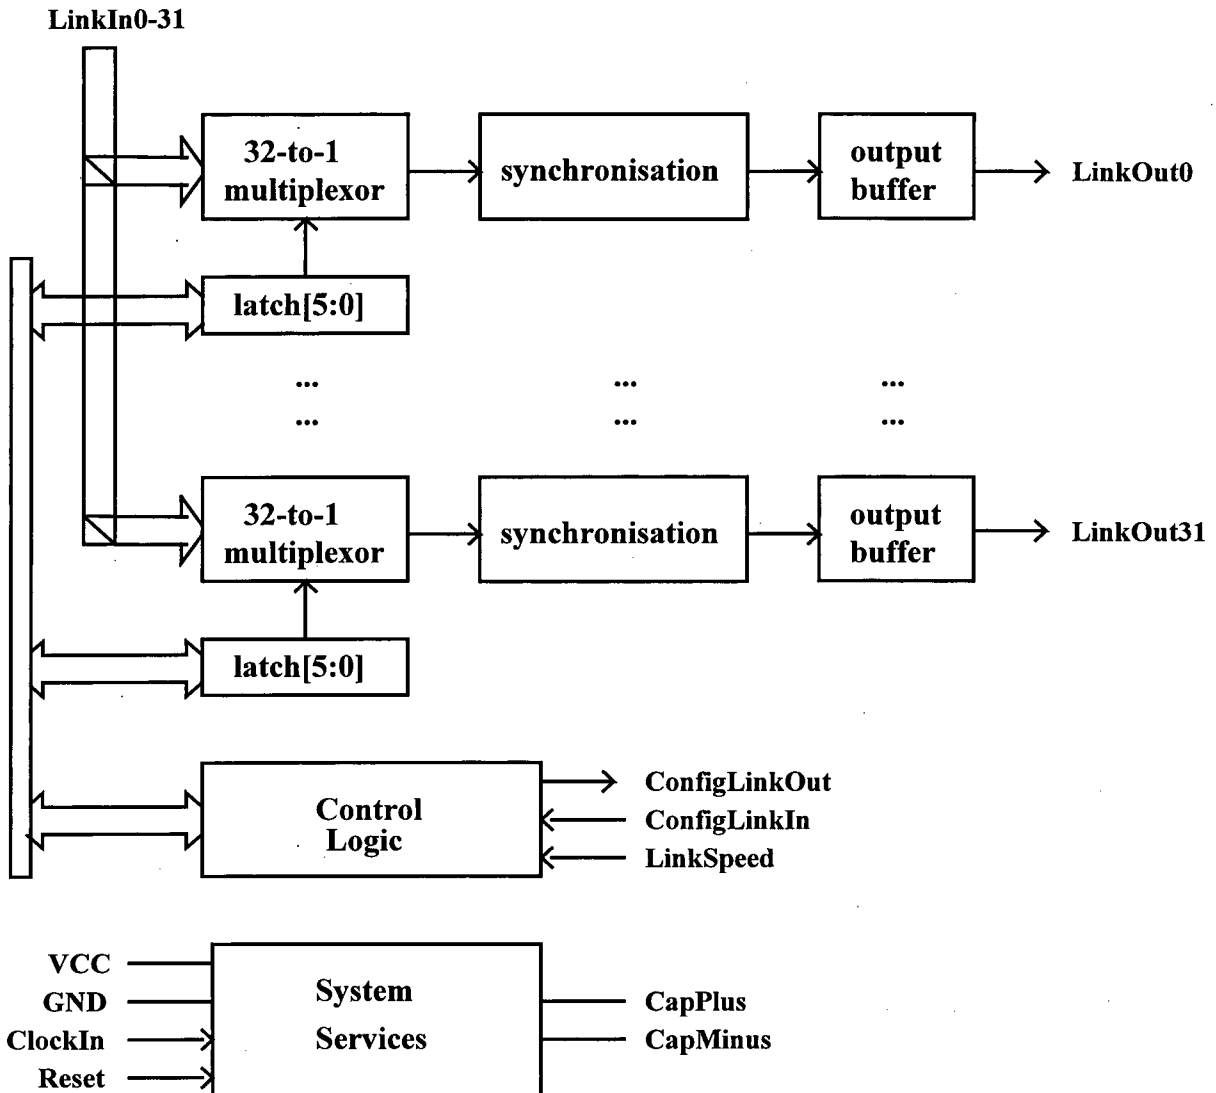 LinkIn0-31
32-to-1
multiplexor
synchronisation
output
buffer
LinkOut0
latch[5:0]
... ... ...
... ... ...
32-to-1
multiplexor
synchronisation
output
buffer
LinkOut31
latch[5:0]
Control
Logic
ConfigLinkOut
ConfigLinkIn
LinkSpeed
VCC
GND
ClockIn
Reset
System
Services
CapPlus
CapMinus